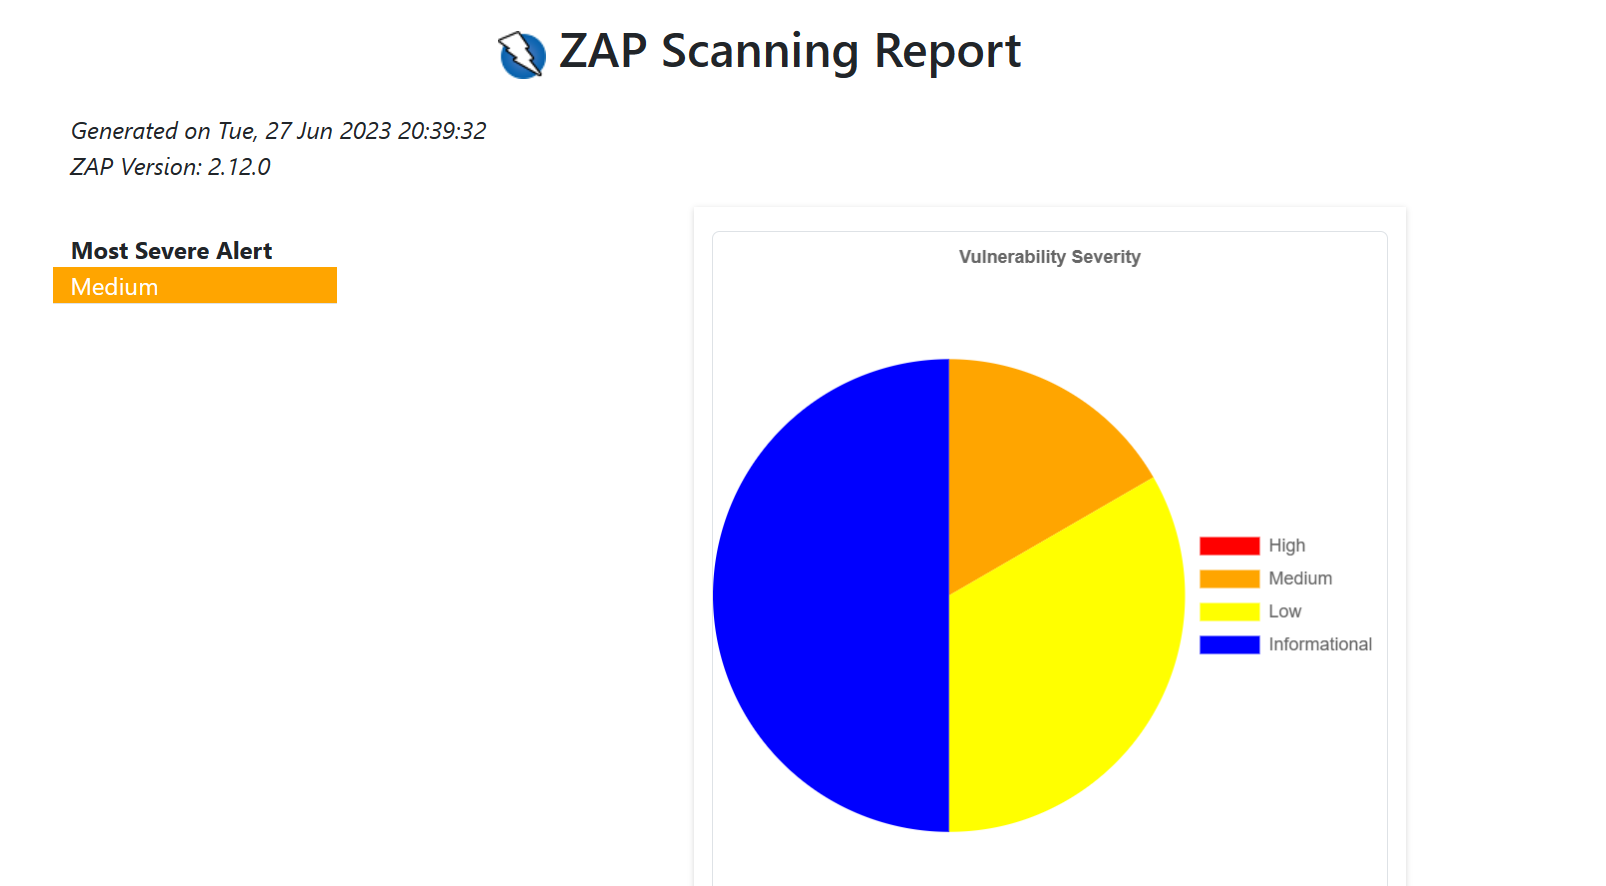 ZAP Scanning Report
Generated on Tue, 27 Jun 2023 20:39:32
ZAP Version: 2.12.0
Most Severe Alert
Medium
Vulnerability Severity
High
Medium
Low
Informational